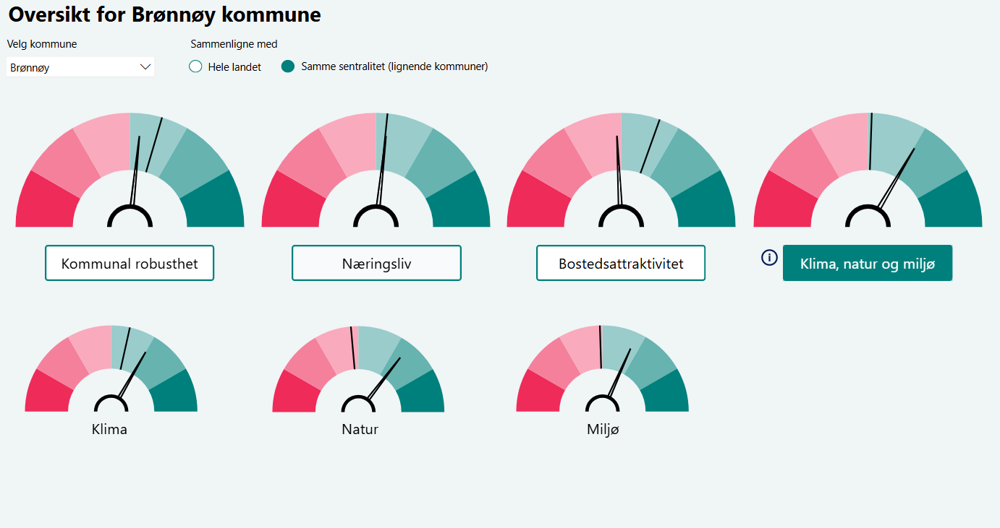 Oversikt for Brønnøy kommune
Velg kommune
Sammenligne med
Brønnøy
Hele landet
Samme sentralitet (lignende kommuner)
Kommunal robusthet
Næringsliv
Bostedsattraktivitet
Klima, natur og miljø
Klima
Natur
Miljø